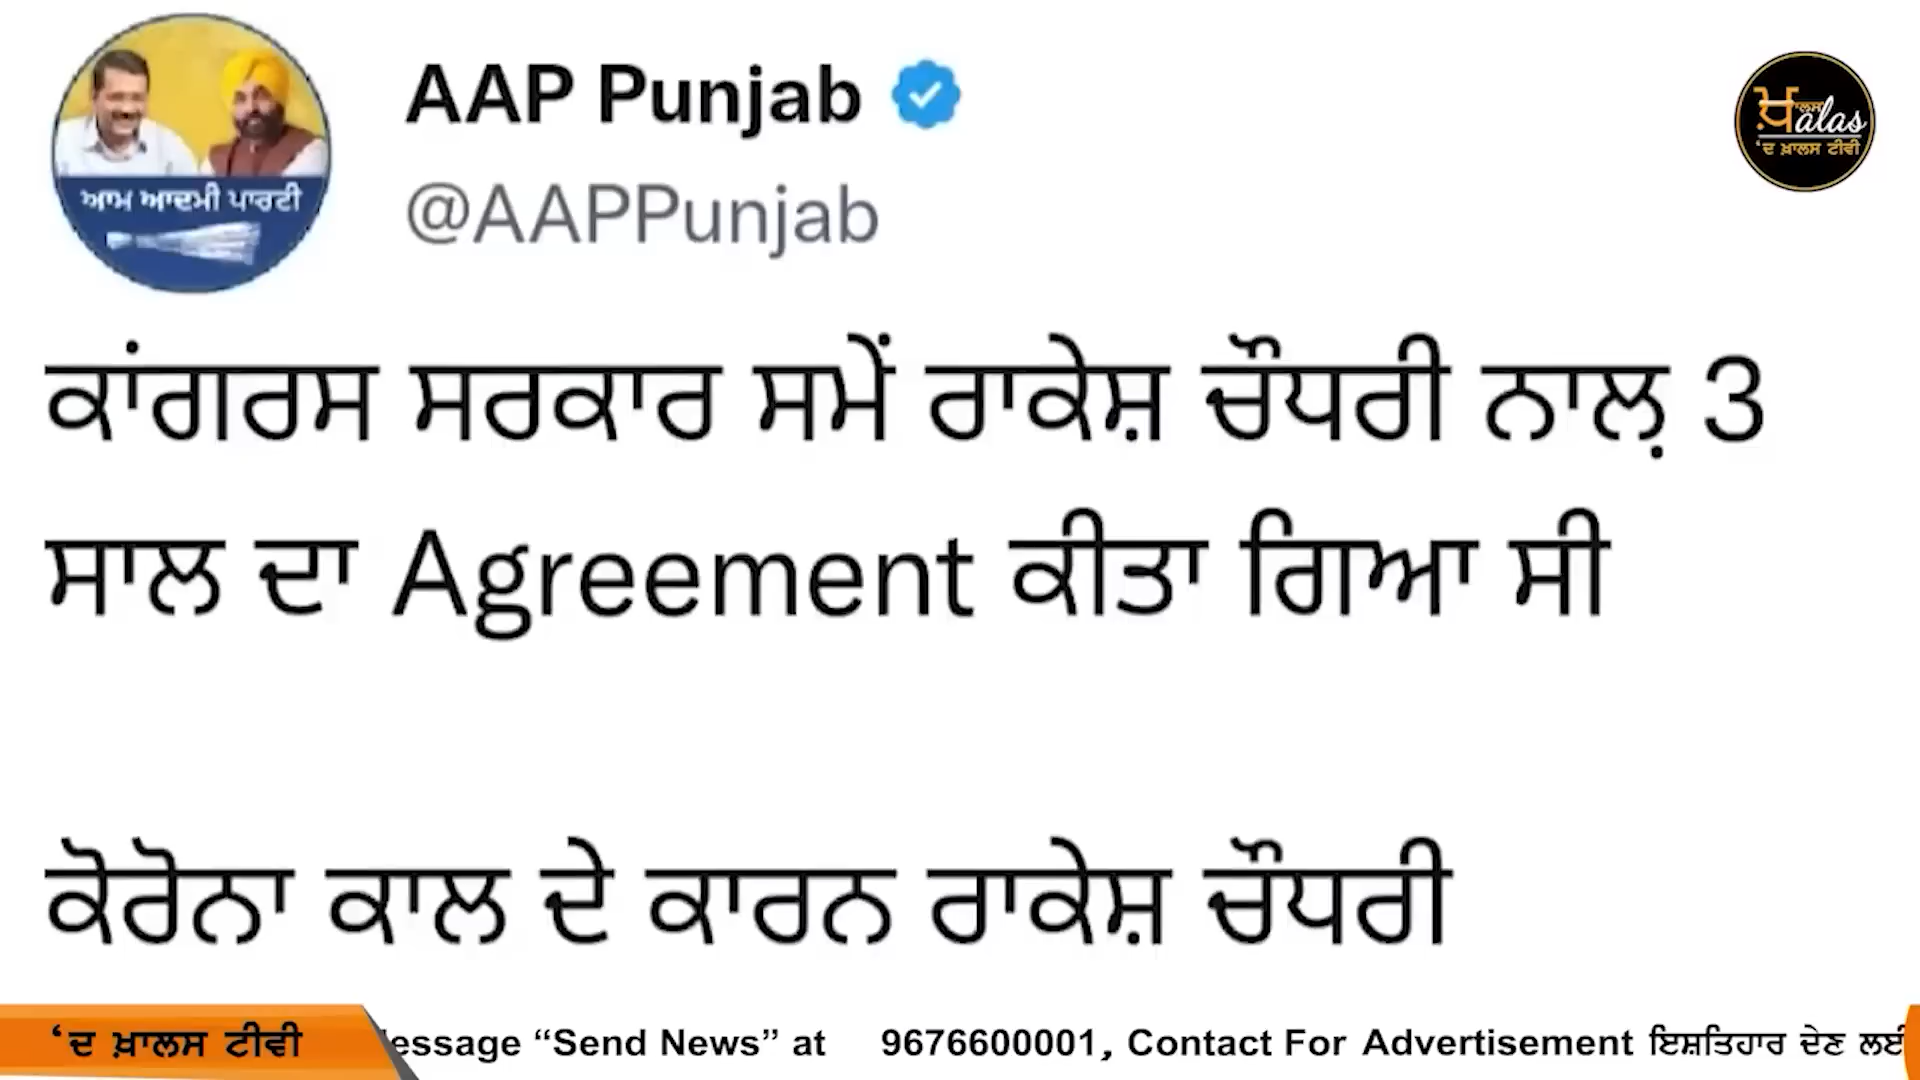 AAP Punjab
@AAPPunjab
ਆਮ ਆਦਮੀ ਪਾਰਟੀ
ਖ਼ਾਲਸ
alas
‘ਦ ਖ਼ਾਲਸ ਟੀਵੀ
ਕਾਂਗਰਸ ਸਰਕਾਰ ਸਮੇਂ ਰਾਕੇਸ਼ ਚੌਧਰੀ ਨਾਲ਼ 3
ਸਾਲ ਦਾ Agreement ਕੀਤਾ ਗਿਆ ਸੀ
ਕੋਰੋਨਾ ਕਾਲ ਦੇ ਕਾਰਨ ਰਾਕੇਸ਼ ਚੌਧਰੀ
‘ਦ ਖ਼ਾਲਸ ਟੀਵੀ
essage “Send News” at 9676600001, Contact For Advertisement ਇਸ਼ਤਿਹਾਰ ਦੇਣ ਲਈ